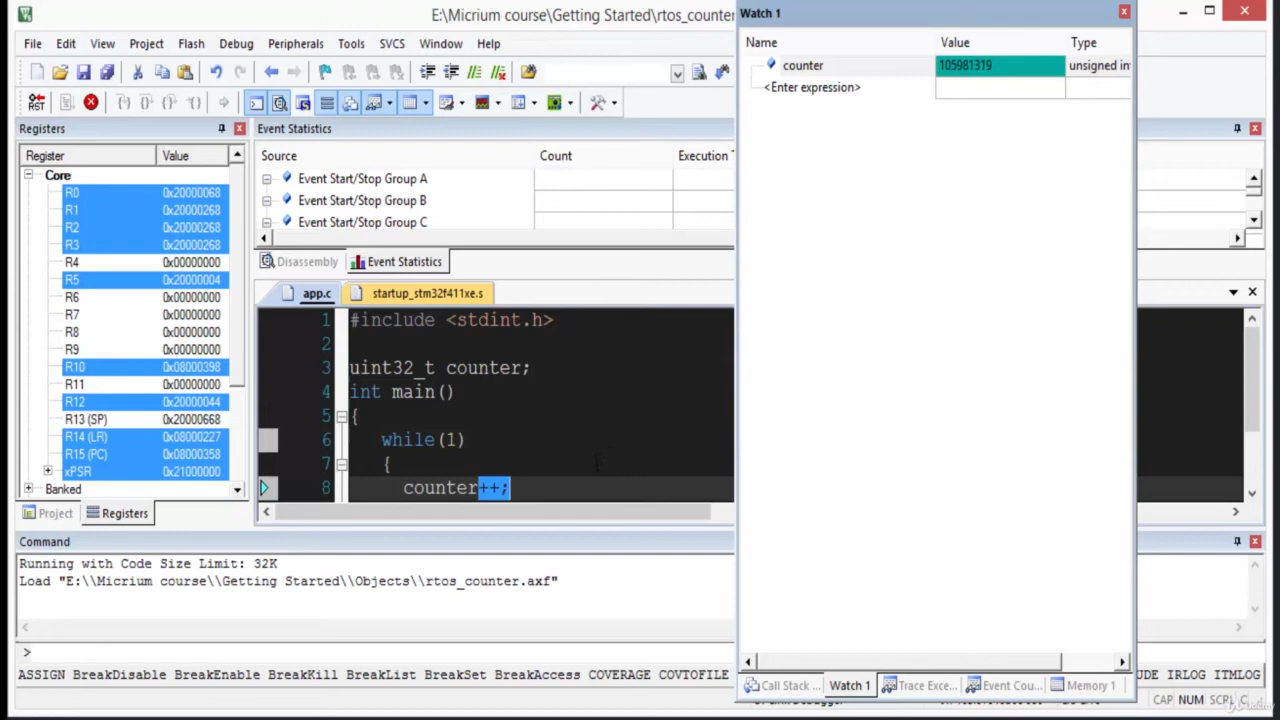 E:\Micrium course\Getting Started\rtos_counter
File Edit View Project Flash Debug Peripherals Tools SVCS Window Help
RST
Registers
Register Value
Core
R0 0x20000068
R1 0x20000268
R2 0x20000268
R3 0x20000268
R4 0x00000000
R5 0x20000004
R6 0x00000000
R7 0x00000000
R8 0x00000000
R9 0x00000000
R10 0x08000398
R11 0x00000000
R12 0x20000044
R13 (SP) 0x20000668
R14 (LR) 0x08000227
R15 (PC) 0x08000358
xPSR 0x21000000
Banked
Project Registers
Event Statistics
Source Count Execution T
Event Start/Stop Group A
Event Start/Stop Group B
Event Start/Stop Group C
Disassembly Event Statistics
app.c startup_stm32f411xe.s
1 #include <stdint.h>
2
3 uint32_t counter;
4 int main()
5 {
6 while(1)
7 {
8 counter++;
Watch 1
Name Value Type
counter 105981319 unsigned in
<Enter expression>
Call Stack ... Watch 1 Trace Exce... Event Cou... Memory 1
Command
Running with Code Size Limit: 32K
Load "E:\\Micrium course\\Getting Started\\Objects\\rtos_counter.axf"
>
ASSIGN BreakDisable BreakEnable BreakKill BreakList BreakSet BreakAccess COVERAGE COVTOFILE UDE IRLOG ITMLOG
CAP NUM SCRL